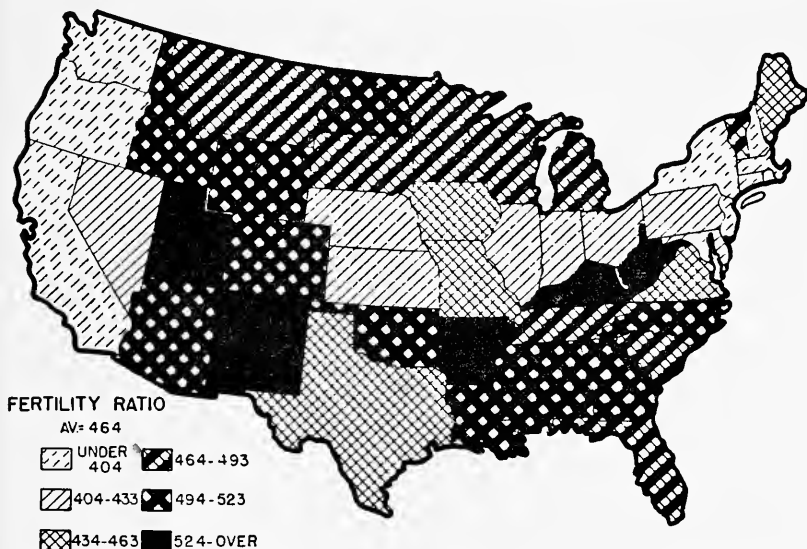 FERTILITY RATIO
AV.= 464
UNDER 404
464-493
404-433
494-523
434-463
524-OVER